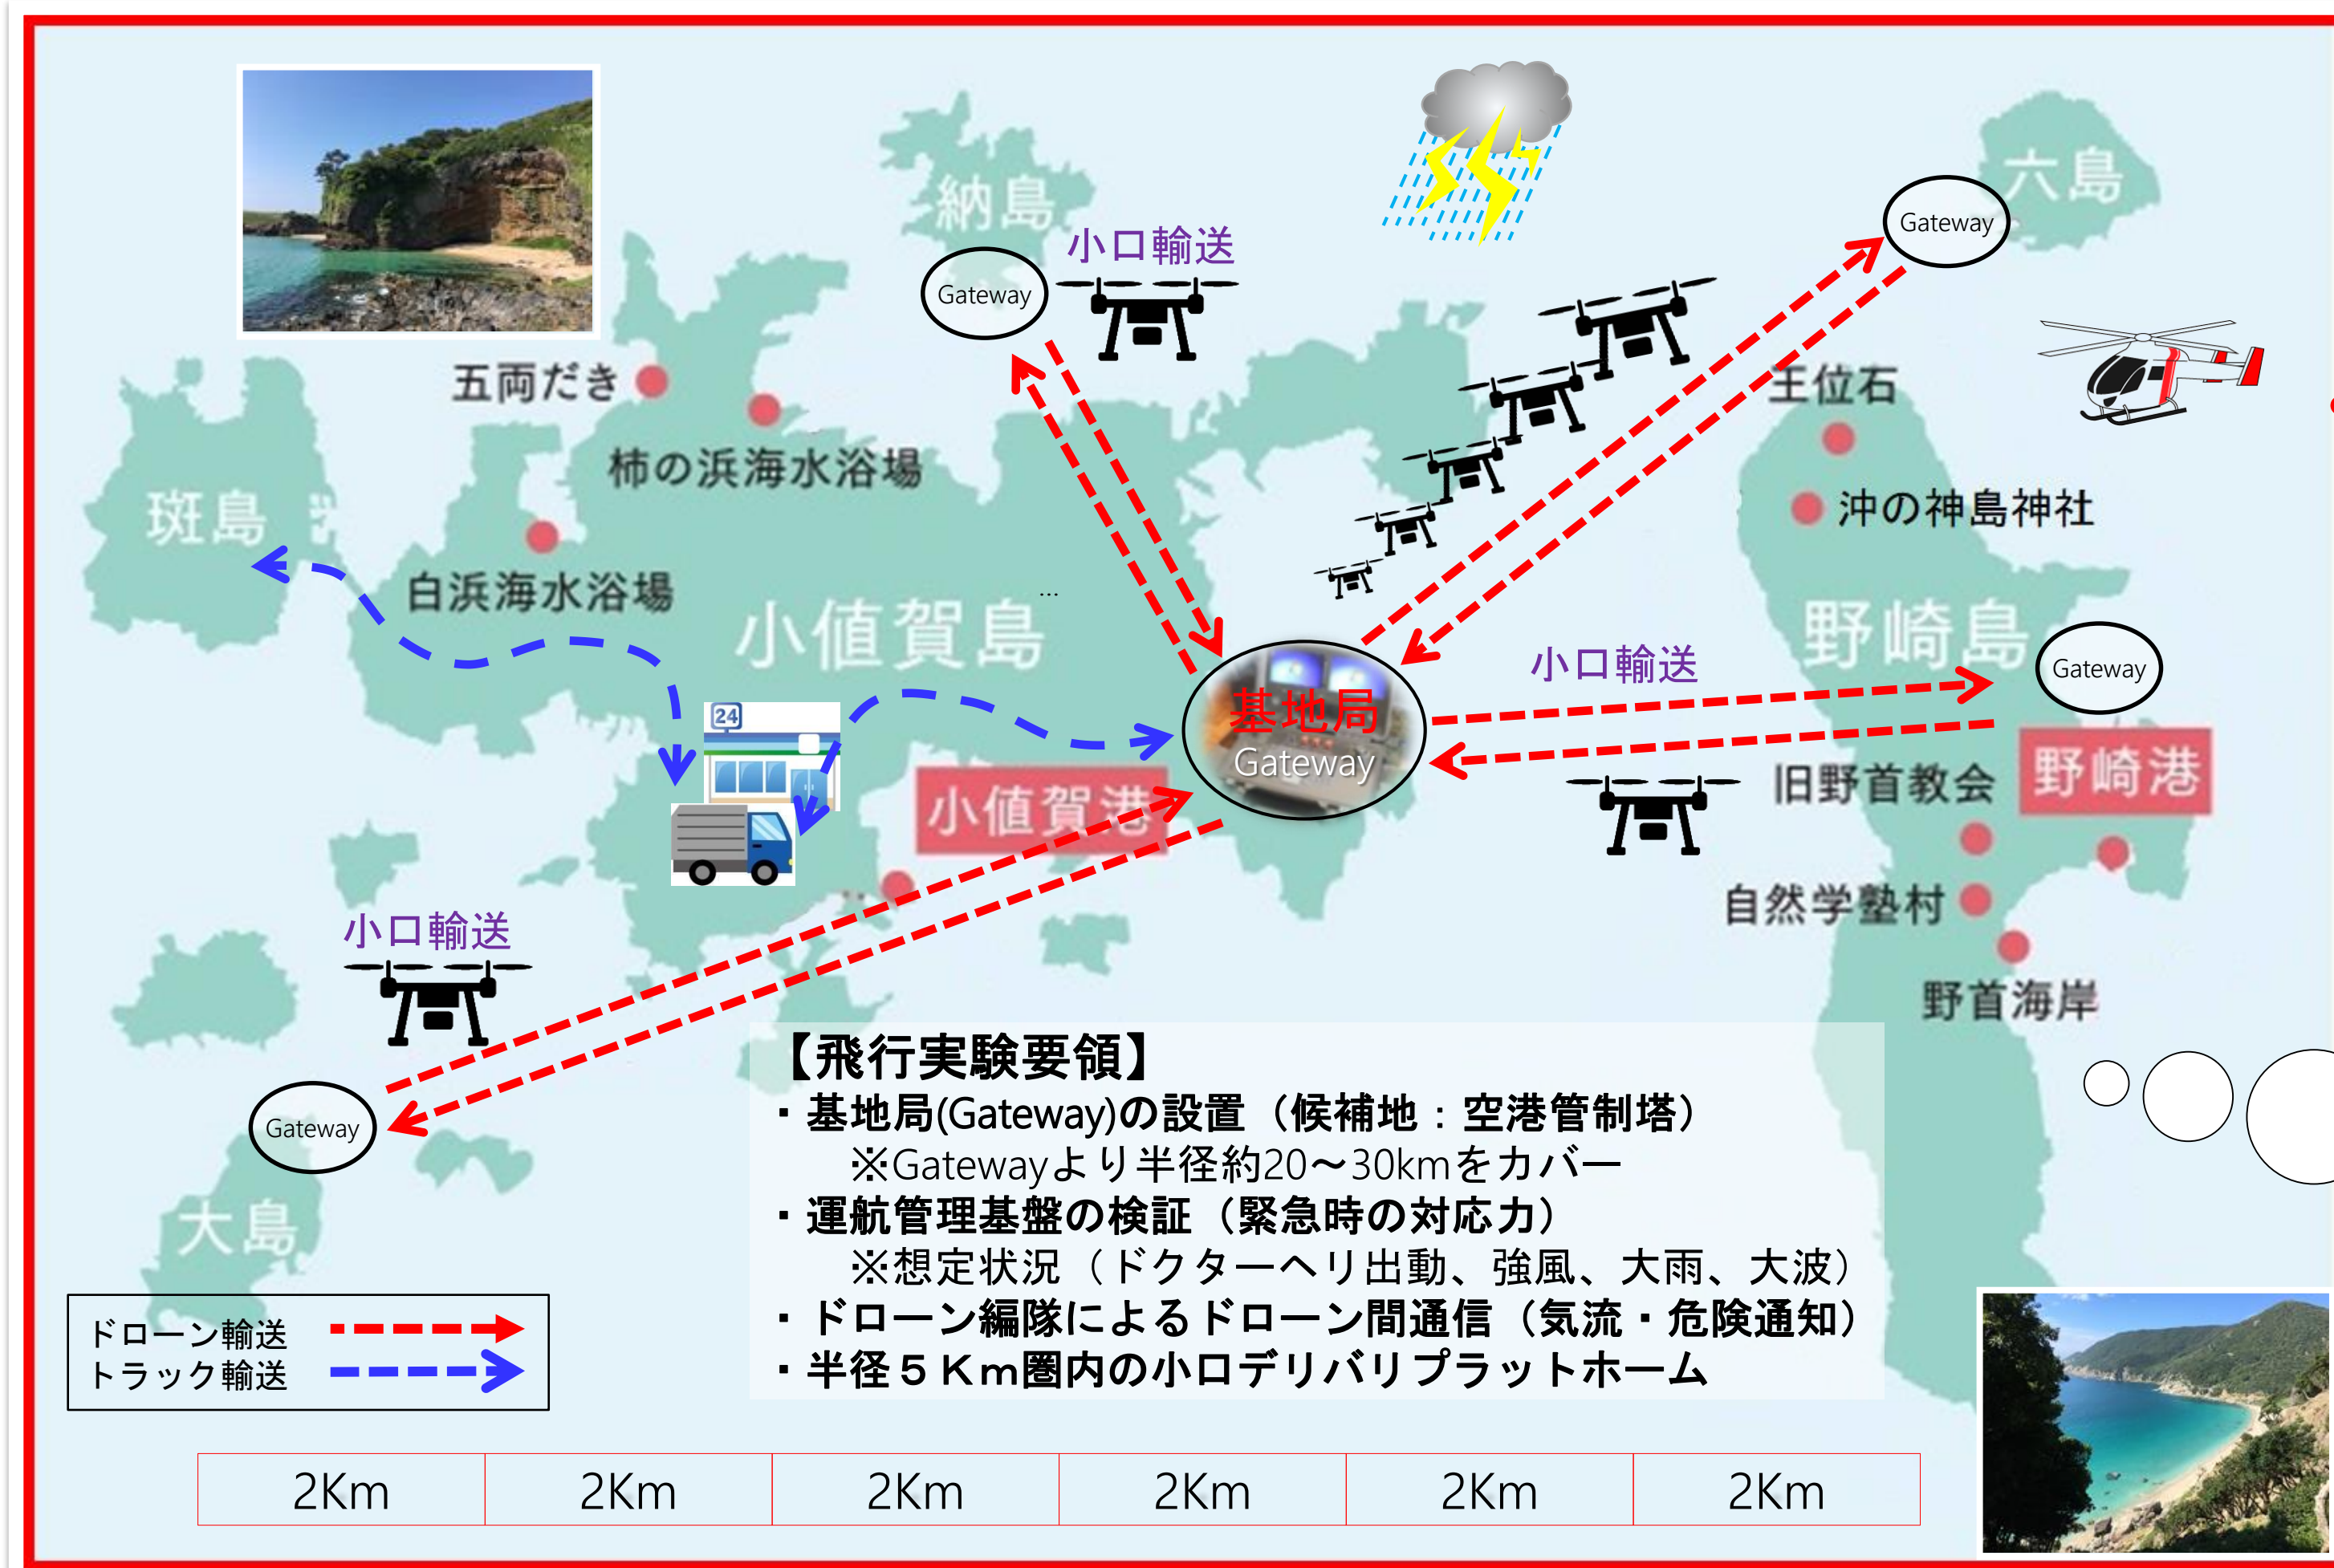 納島
六島
Gateway
小口輸送
Gateway
五両だき
王位石
柿の浜海水浴場
斑島
沖の神島神社
白浜海水浴場
…
小値賀島
野崎島
小口輸送
Gateway
24
基地局
Gateway
小値賀港
旧野首教会
野崎港
自然学塾村
小口輸送
野首海岸
Gateway
大島
【飛行実験要領】
・基地局(Gateway)の設置（候補地：空港管制塔）
※Gatewayより半径約20～30kmをカバー
・運航管理基盤の検証（緊急時の対応力）
※想定状況（ドクターヘリ出動、強風、大雨、大波）
・ドローン編隊によるドローン間通信（気流・危険通知）
・半径５Ｋｍ圏内の小口デリバリプラットホーム
ドローン輸送
トラック輸送
2Km 2Km 2Km 2Km 2Km 2Km